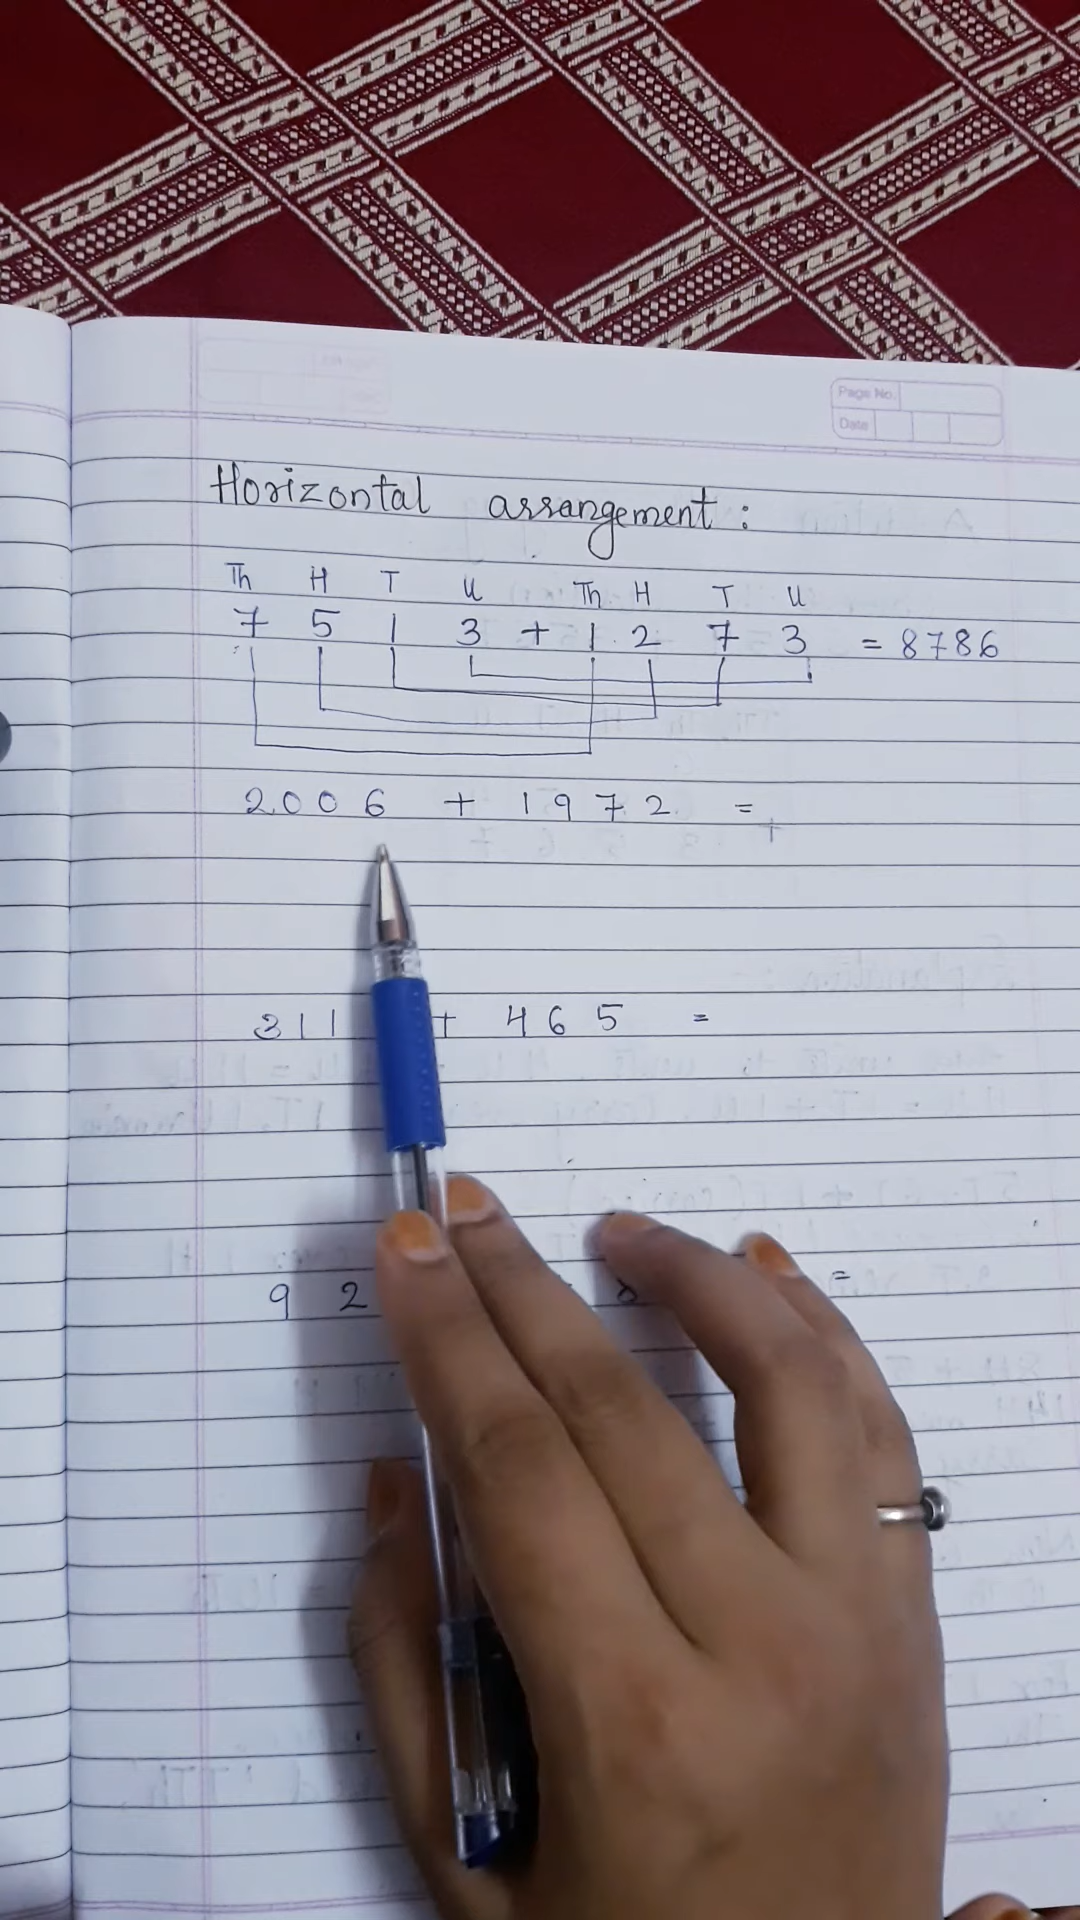 Page No.
Date
Horizontal arrangement :
Th H T U Th H T U
7 5 1 3 + 1 2 7 3 = 8786
2006 + 1972 =
311 + 465 =
9 2 =